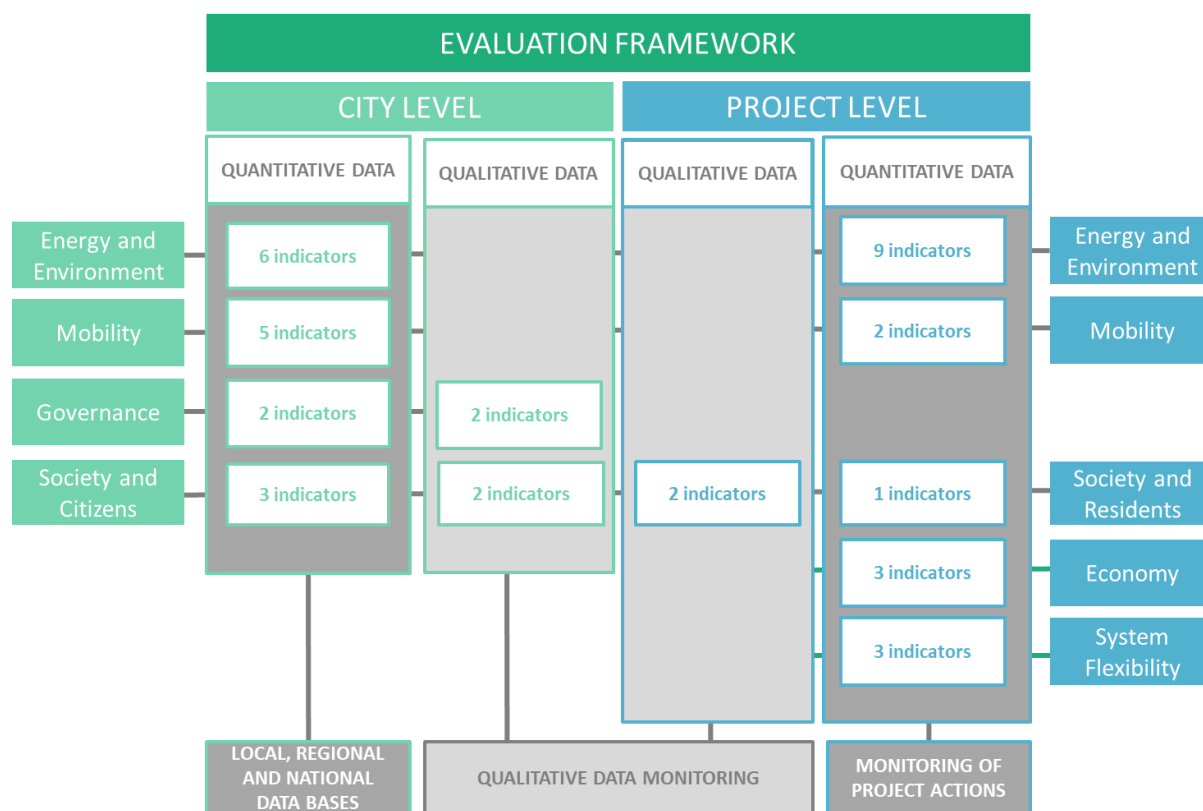 EVALUATION FRAMEWORK
CITY LEVEL
PROJECT LEVEL
QUANTITATIVE DATA
QUALITATIVE DATA
QUALITATIVE DATA
QUANTITATIVE DATA
Energy and
Environment
6 indicators
9 indicators
Energy and
Environment
Mobility
5 indicators
2 indicators
Mobility
Governance
2 indicators
2 indicators
Society and
Citizens
3 indicators
2 indicators
2 indicators
1 indicators
Society and
Residents
3 indicators
Economy
3 indicators
System
Flexibility
LOCAL, REGIONAL
AND NATIONAL
DATA BASES
QUALITATIVE DATA MONITORING
MONITORING OF
PROJECT ACTIONS